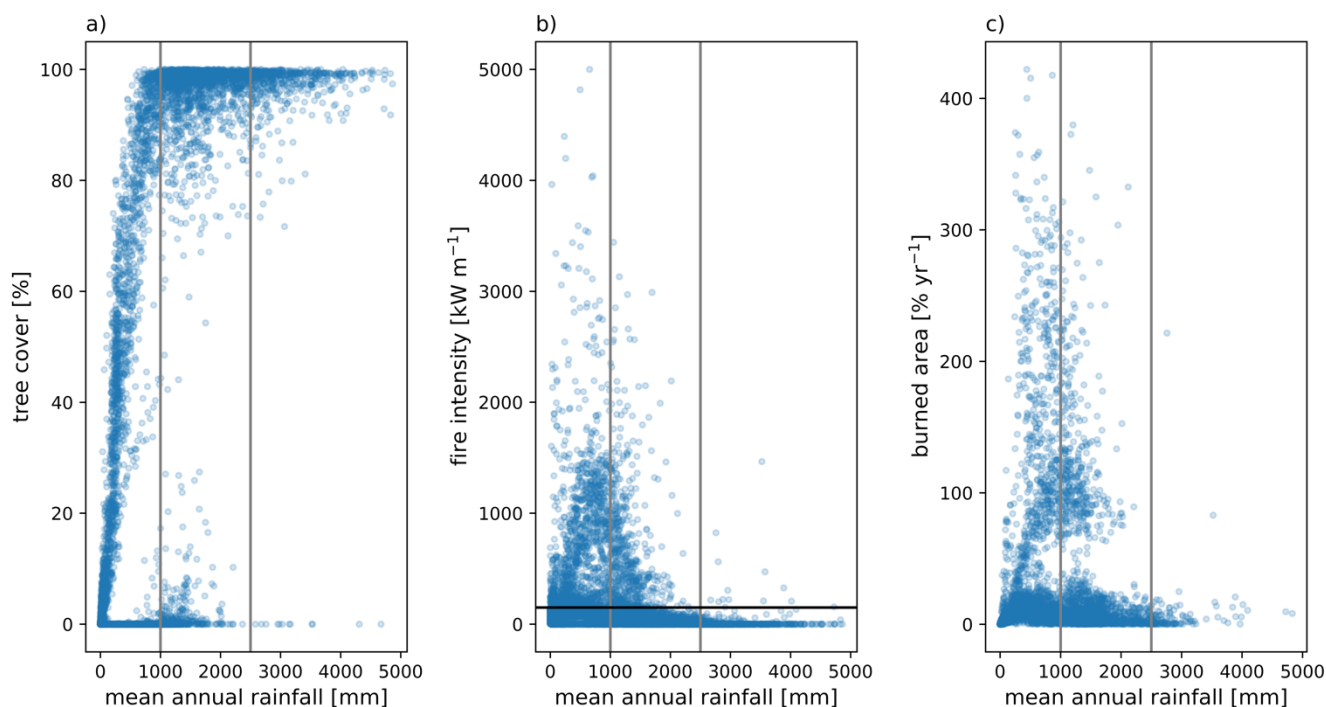 a)
tree cover [%]
100
80
60
40
20
0
0 1000 2000 3000 4000 5000
mean annual rainfall [mm]
b)
fire intensity [kW m⁻¹]
5000
4000
3000
2000
1000
0
0 1000 2000 3000 4000 5000
mean annual rainfall [mm]
c)
burned area [% yr⁻¹]
400
300
200
100
0
0 1000 2000 3000 4000 5000
mean annual rainfall [mm]